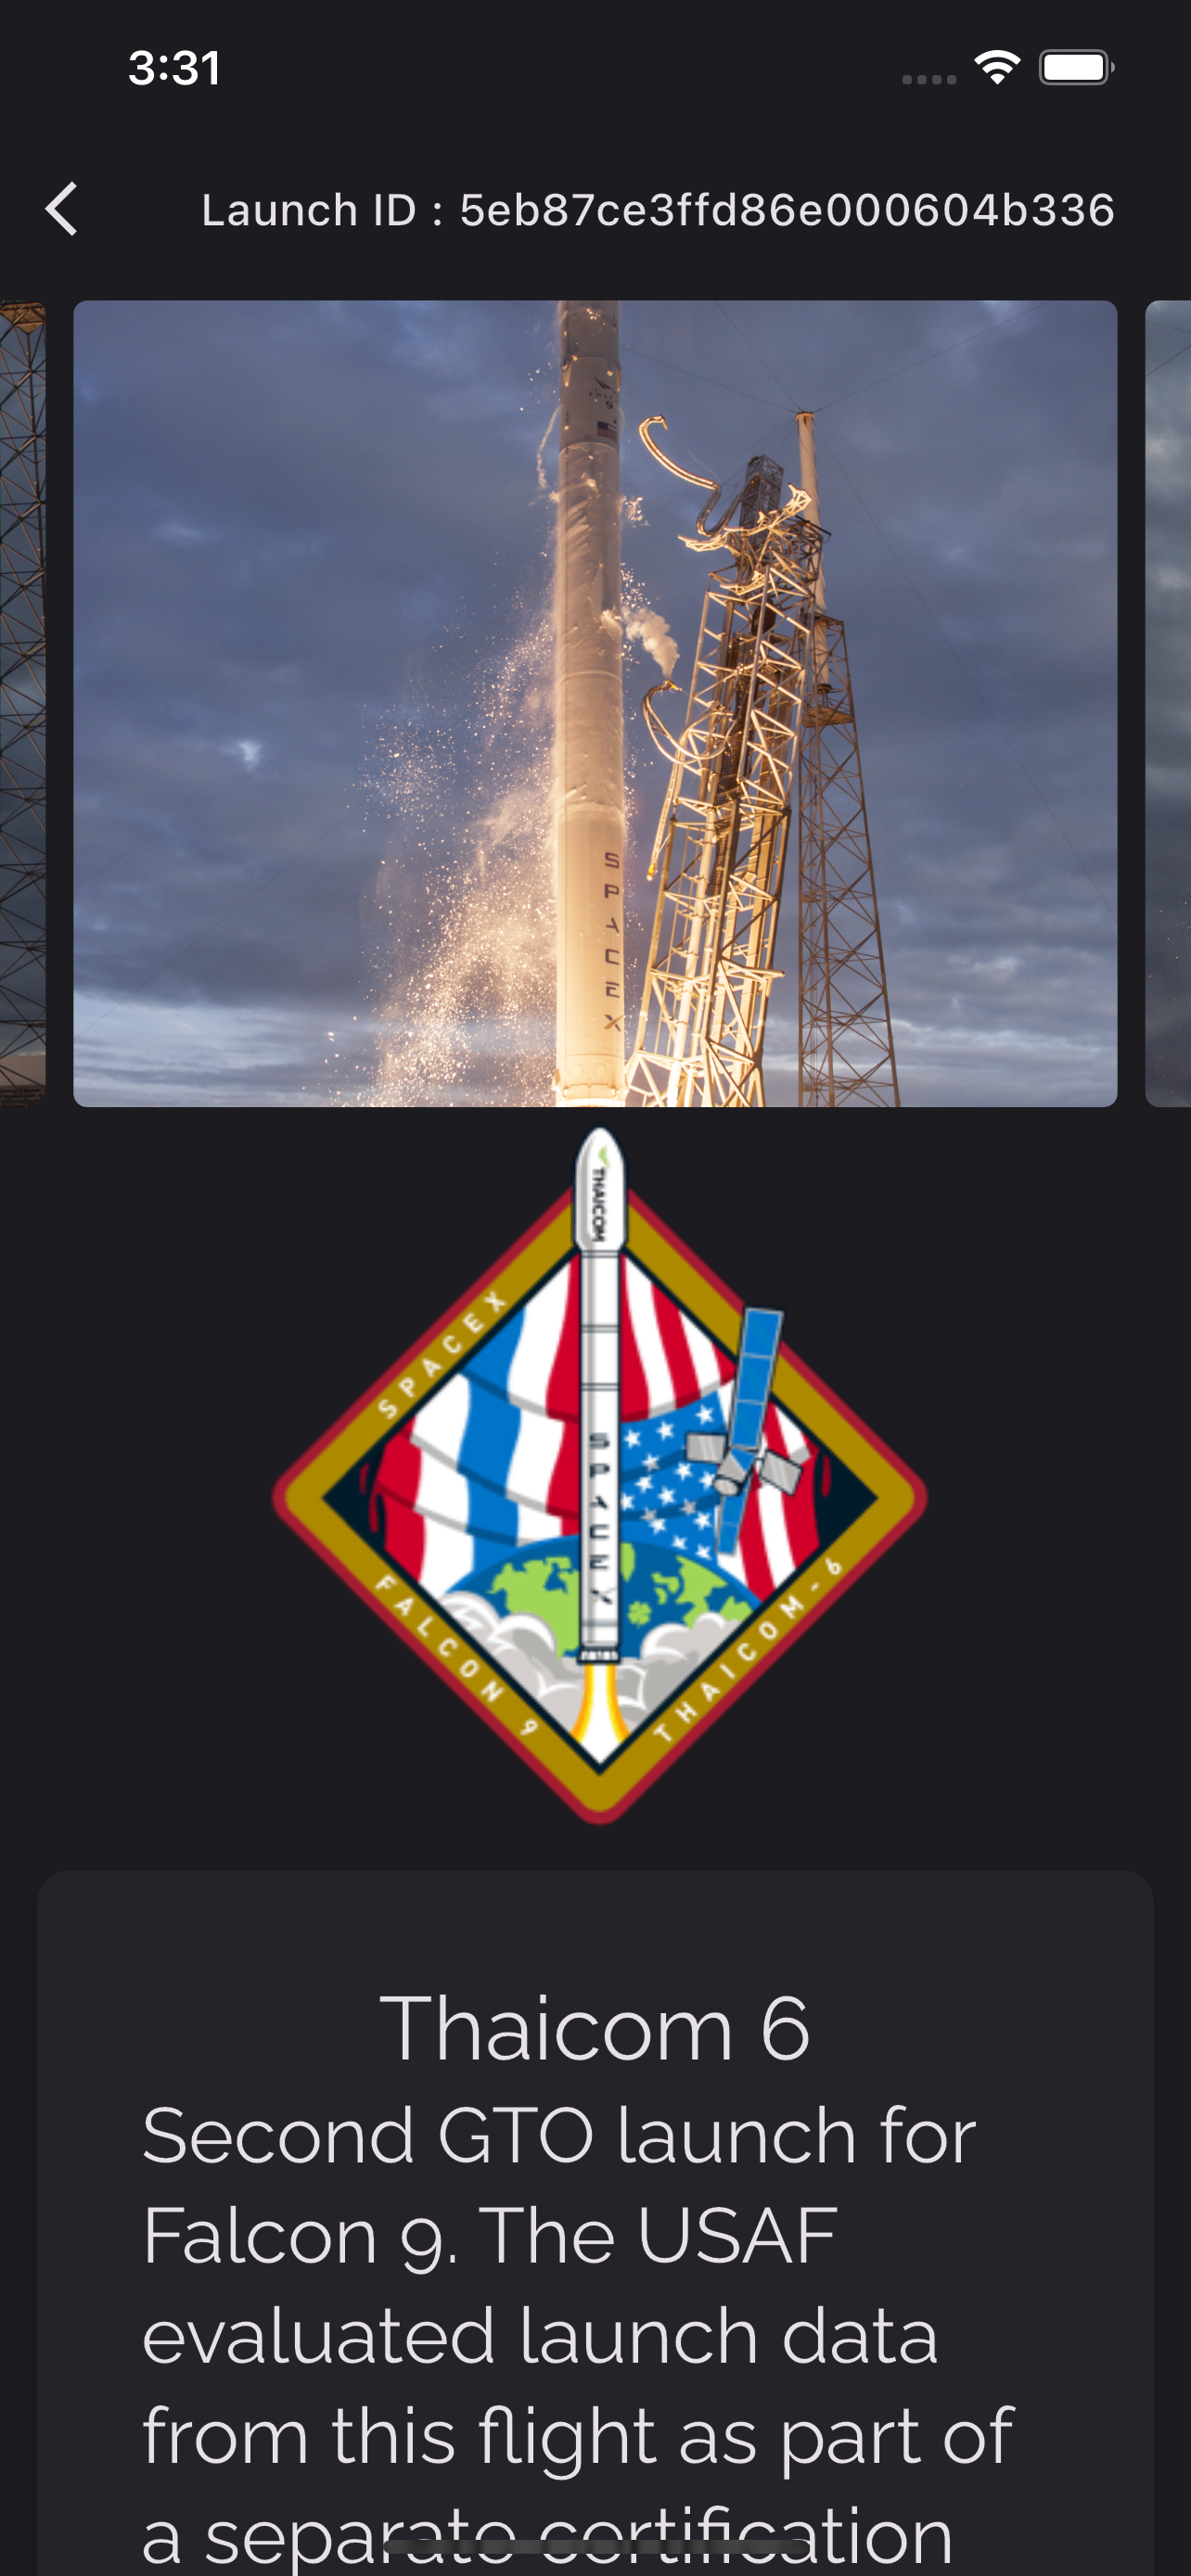 3:31
Launch ID : 5eb87ce3ffd86e000604b336
9
SPACEX
THAICOM
SPACEX
SPACEX
FALCON 9
THAICOM-6
Thaicom 6
Second GTO launch for
Falcon 9. The USAF
evaluated launch data
from this flight as part of
a separate certification